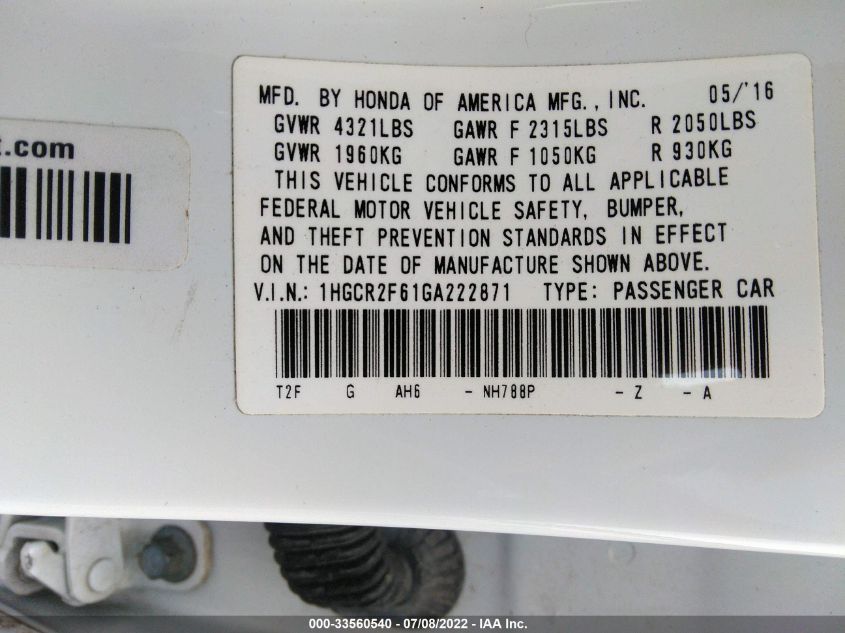 t.com
MFD. BY HONDA OF AMERICA MFG., INC. 05/'16
GVWR 4321LBS GAWR F 2315LBS R 2050LBS
GVWR 1960KG GAWR F 1050KG R 930KG
THIS VEHICLE CONFORMS TO ALL APPLICABLE
FEDERAL MOTOR VEHICLE SAFETY, BUMPER,
AND THEFT PREVENTION STANDARDS IN EFFECT
ON THE DATE OF MANUFACTURE SHOWN ABOVE.
V.I.N.: 1HGCR2F61GA222871 TYPE: PASSENGER CAR
T2F G AH6 - NH788P - Z - A
000-33560540 - 07/08/2022 - IAA Inc.